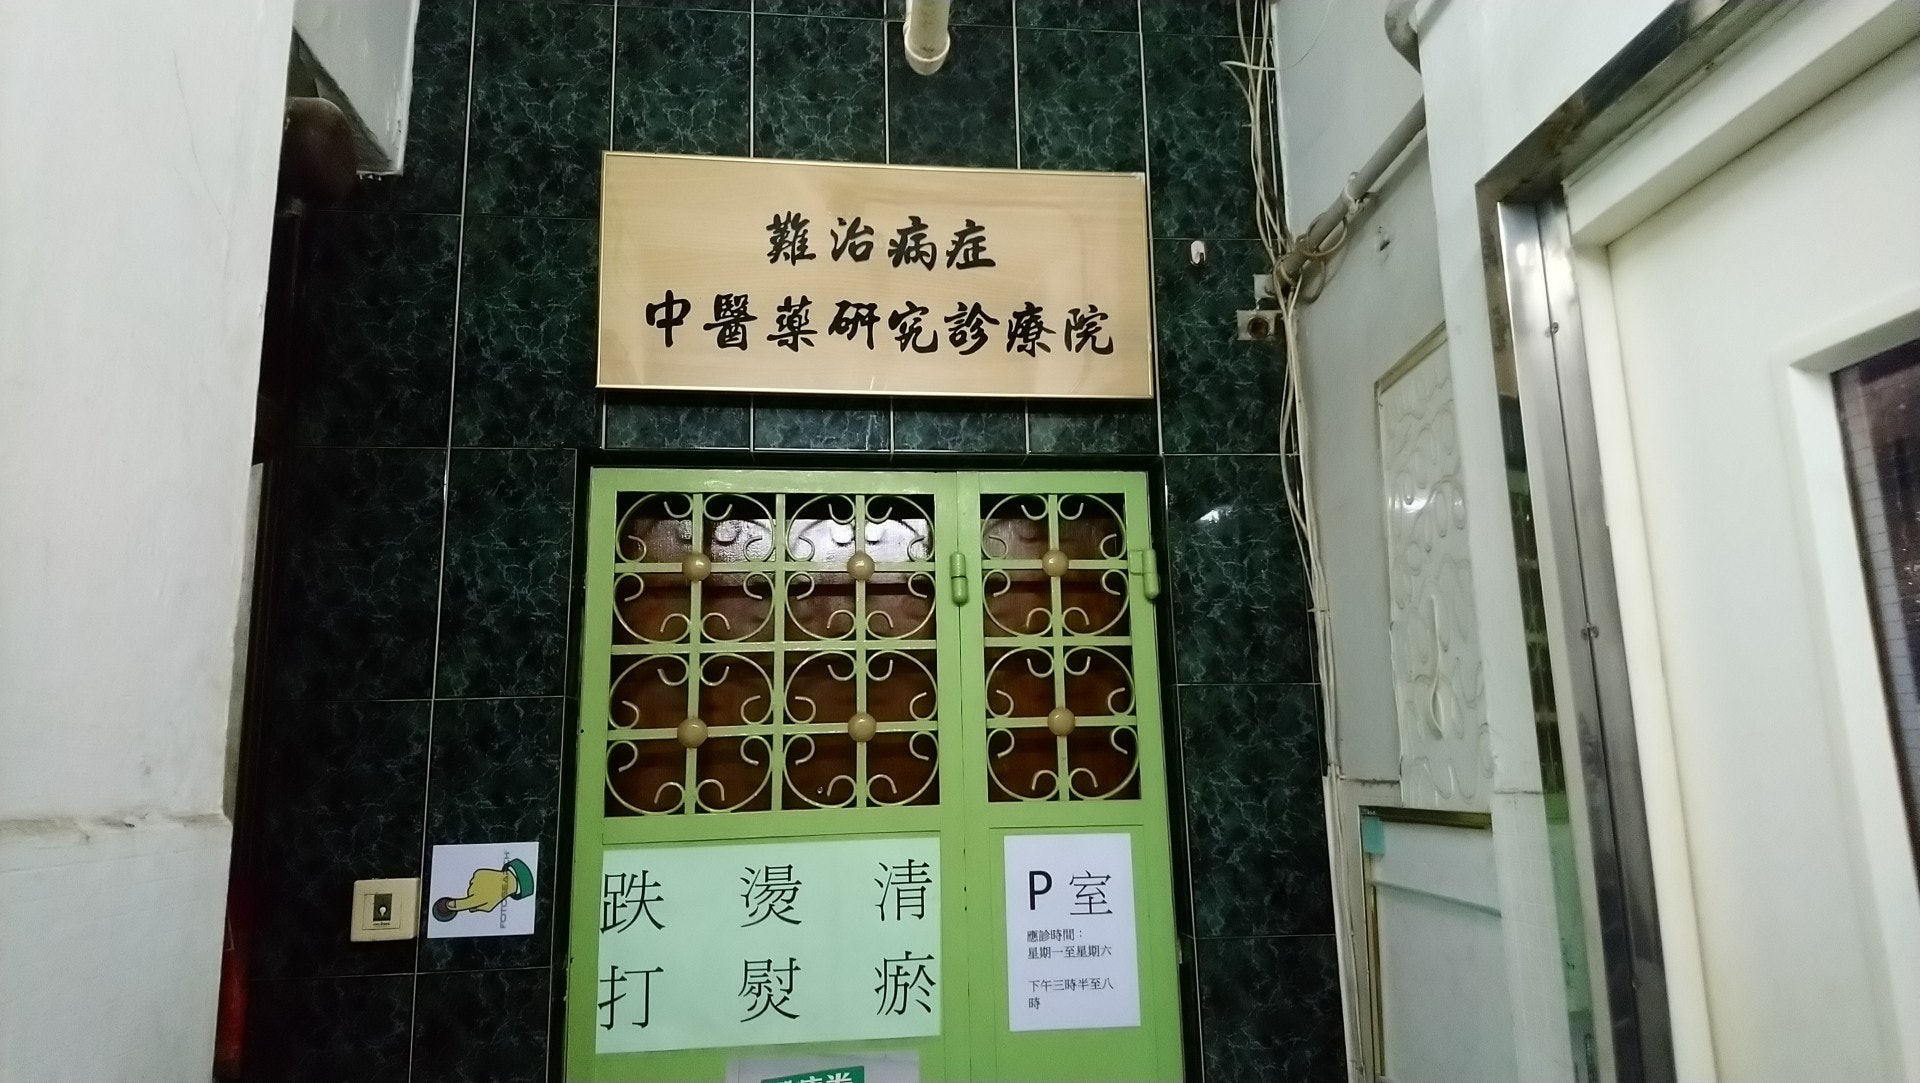 難治病症
中醫藥研究診療院
跌 燙 清
打 熨 瘀
P 室
應診時間：
星期一至星期六
下午三時半至八
時